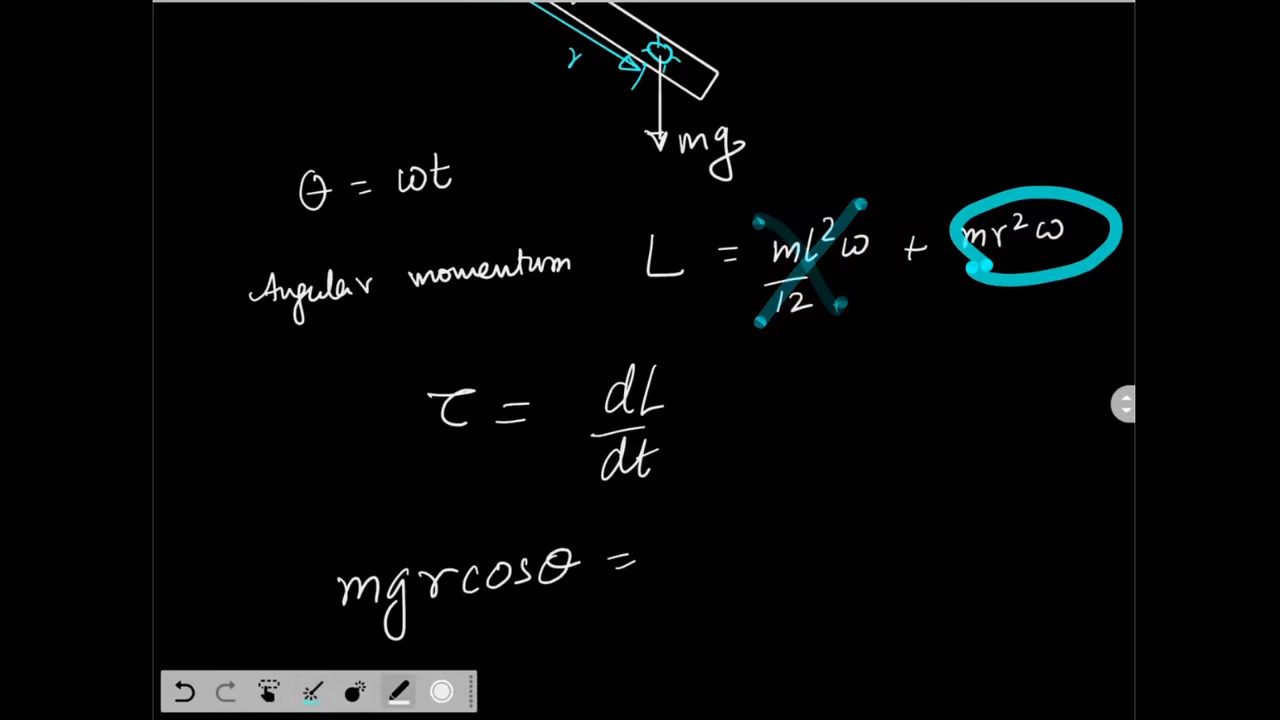 r
mg
θ = ωt
Angular momentum L = ml²ω/12 + mr²ω
τ = dL/dt
mgrcosθ =